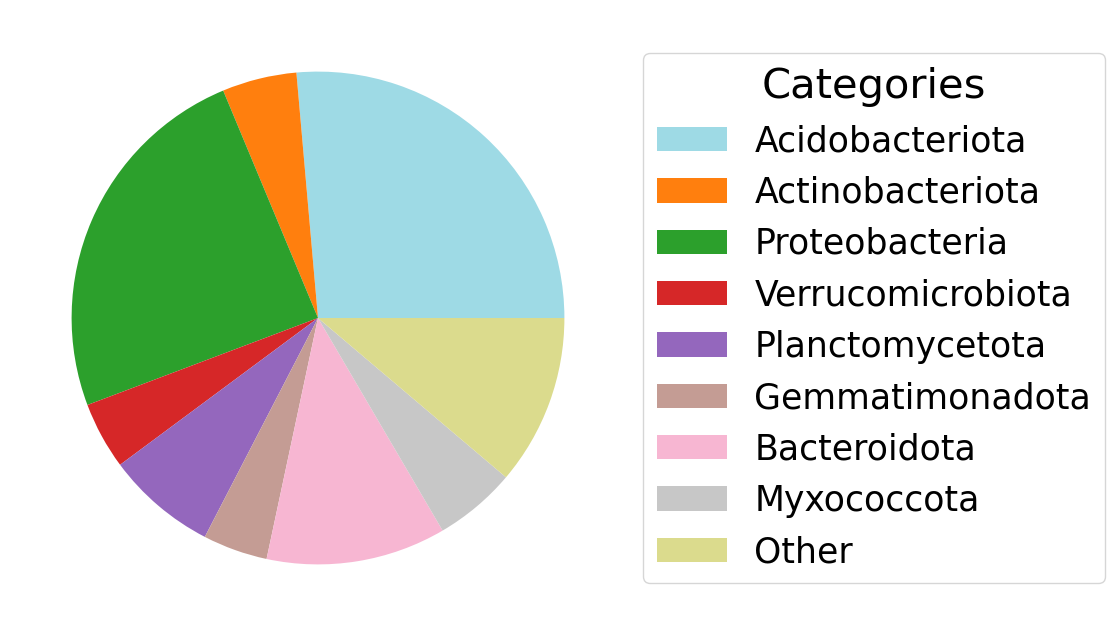 Categories
Acidobacteriota
Actinobacteriota
Proteobacteria
Verrucomicrobiota
Planctomycetota
Gemmatimonadota
Bacteroidota
Myxococcota
Other